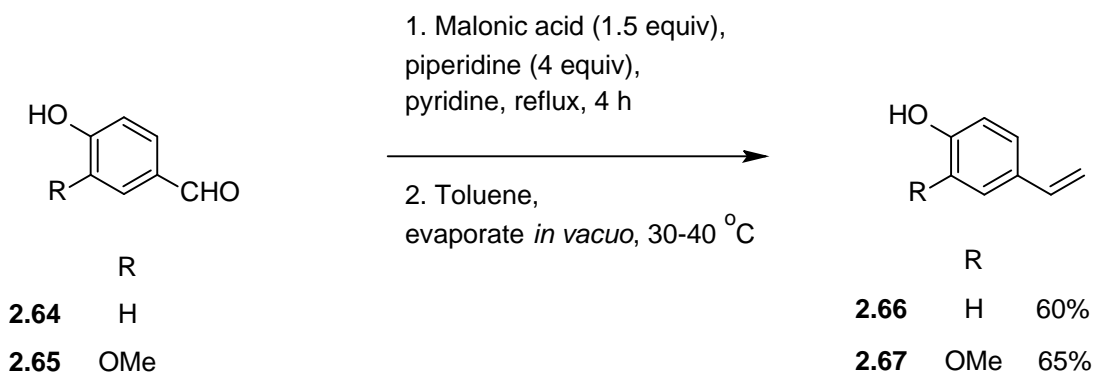 1. Malonic acid (1.5 equiv),
piperidine (4 equiv),
pyridine, reflux, 4 h
HO
R
CHO
2. Toluene,
evaporate in vacuo, 30-40 °C
HO
R
R
2.64 H
2.65 OMe
R
2.66 H 60%
2.67 OMe 65%